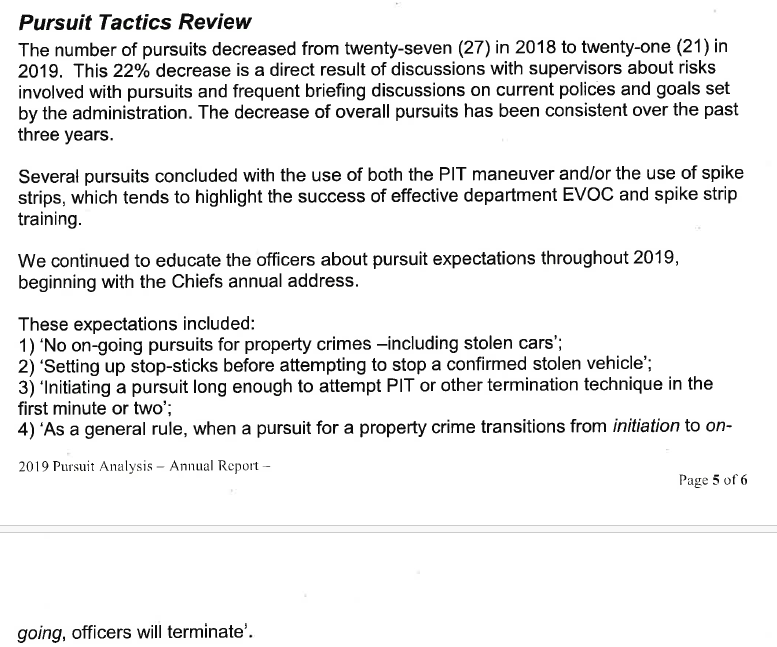 Pursuit Tactics Review
The number of pursuits decreased from twenty-seven (27) in 2018 to twenty-one (21) in
2019.  This 22% decrease is a direct result of discussions with supervisors about risks
involved with pursuits and frequent briefing discussions on current polices and goals set
by the administration. The decrease of overall pursuits has been consistent over the past
three years.
Several pursuits concluded with the use of both the PIT maneuver and/or the use of spike
strips, which tends to highlight the success of effective department EVOC and spike strip
training.
We continued to educate the officers about pursuit expectations throughout 2019,
beginning with the Chiefs annual address.
These expectations included:
1) ‘No on-going pursuits for property crimes –including stolen cars’;
2) ‘Setting up stop-sticks before attempting to stop a confirmed stolen vehicle’;
3) ‘Initiating a pursuit long enough to attempt PIT or other termination technique in the
first minute or two’;
4) ‘As a general rule, when a pursuit for a property crime transitions from initiation to on-
2019 Pursuit Analysis – Annual Report –
Page 5 of 6
going, officers will terminate’.